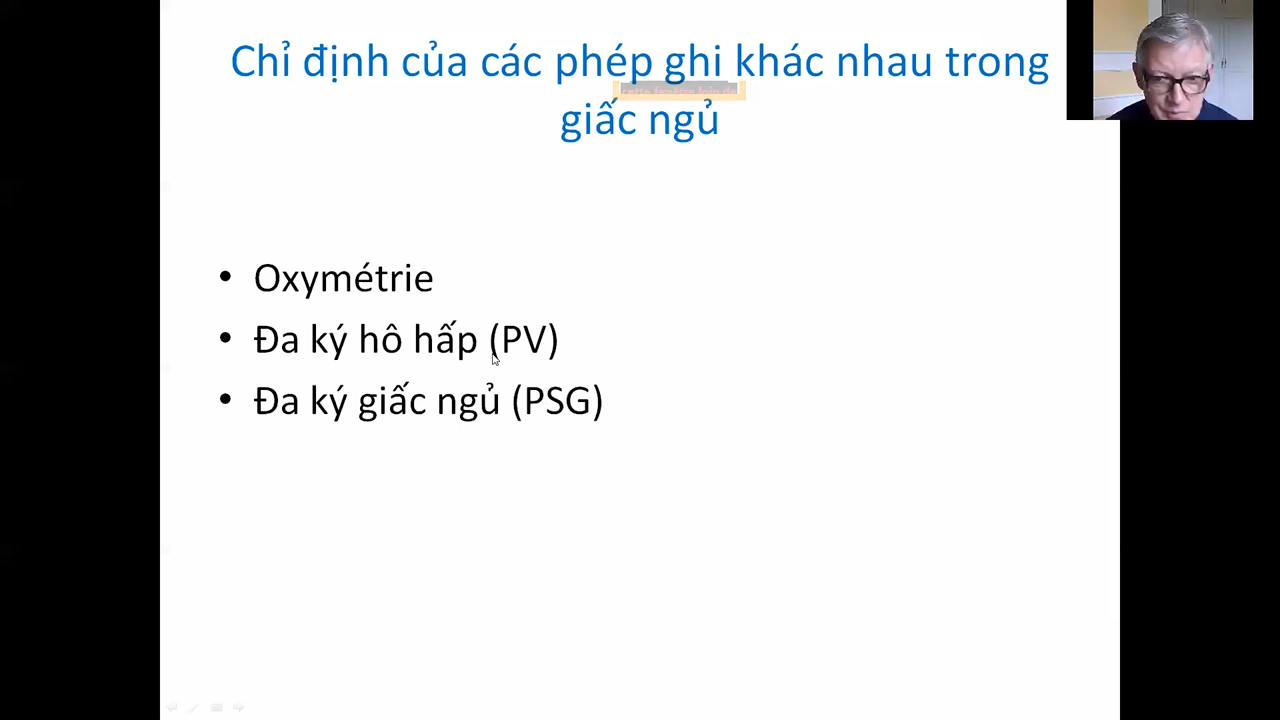 Chỉ định của các phép ghi khác nhau trong
giấc ngủ
• Oxymétrie
• Đa ký hô hấp (PV)
• Đa ký giấc ngủ (PSG)